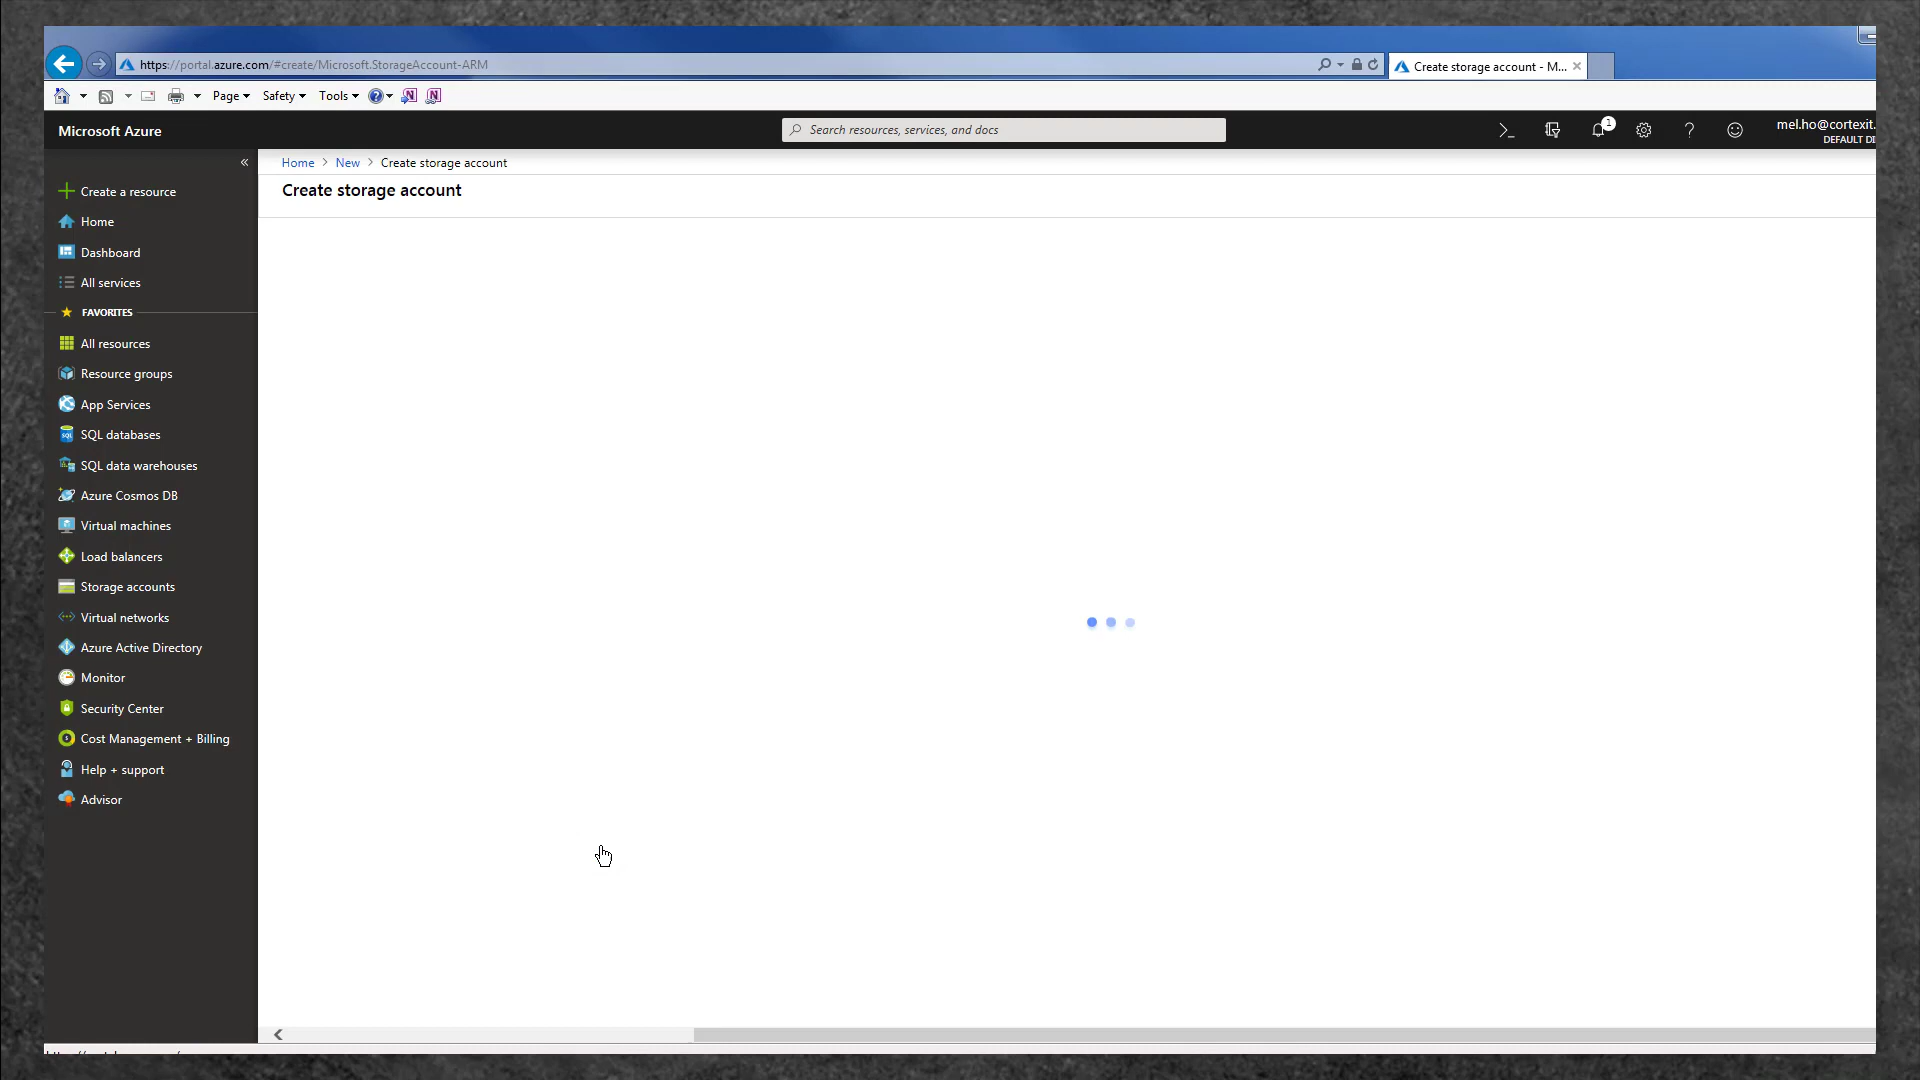 https://portal.azure.com/#create/Microsoft.StorageAccount-ARM
Create storage account - M...
Page
Safety
Tools
Microsoft Azure
Search resources, services, and docs
1
mel.ho@cortexit.
DEFAULT DI
Home > New > Create storage account
Create storage account
Create a resource
Home
Dashboard
All services
FAVORITES
All resources
Resource groups
App Services
SQL databases
SQL data warehouses
Azure Cosmos DB
Virtual machines
Load balancers
Storage accounts
Virtual networks
Azure Active Directory
Monitor
Security Center
Cost Management + Billing
Help + support
Advisor